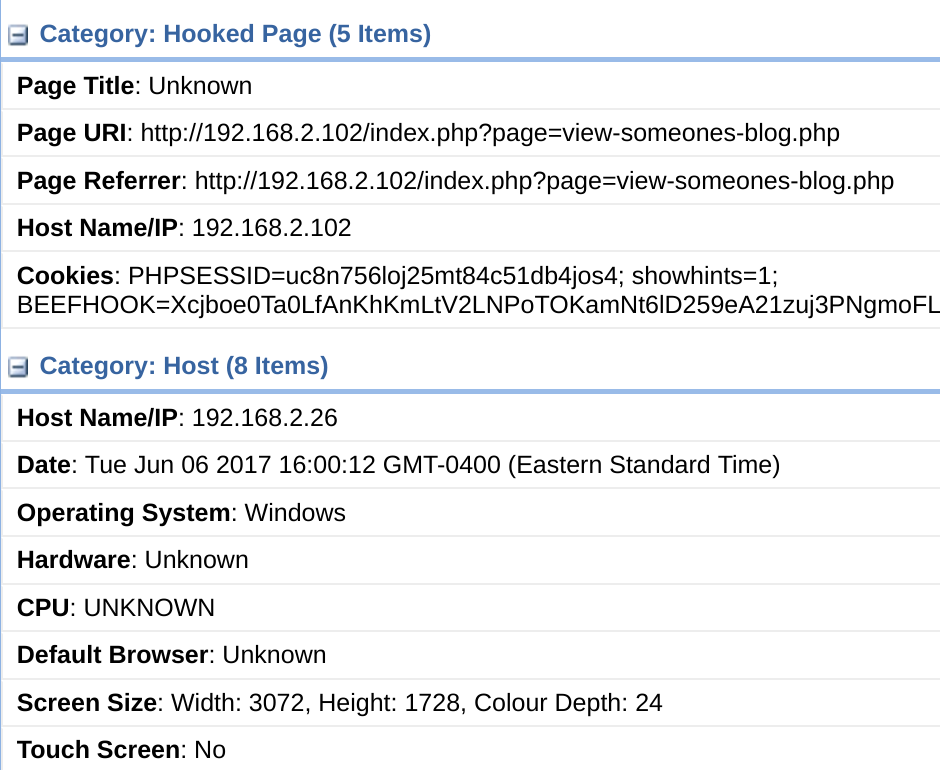 Category: Hooked Page (5 Items)
Page Title: Unknown
Page URI: http://192.168.2.102/index.php?page=view-someones-blog.php
Page Referrer: http://192.168.2.102/index.php?page=view-someones-blog.php
Host Name/IP: 192.168.2.102
Cookies: PHPSESSID=uc8n756loj25mt84c51db4jos4; showhints=1;
BEEFHOOK=Xcjboe0Ta0LfAnKhKmLtV2LNPoTOKamNt6lD259eA21zuj3PNgmoFL
Category: Host (8 Items)
Host Name/IP: 192.168.2.26
Date: Tue Jun 06 2017 16:00:12 GMT-0400 (Eastern Standard Time)
Operating System: Windows
Hardware: Unknown
CPU: UNKNOWN
Default Browser: Unknown
Screen Size: Width: 3072, Height: 1728, Colour Depth: 24
Touch Screen: No